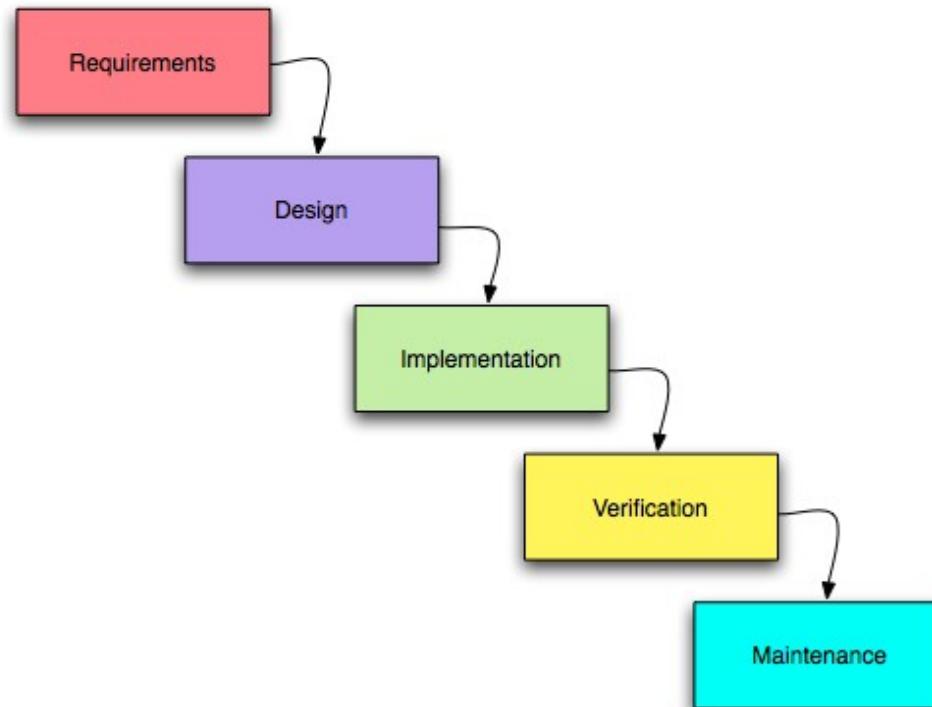 Requirements
Design
Implementation
Verification
Maintenance